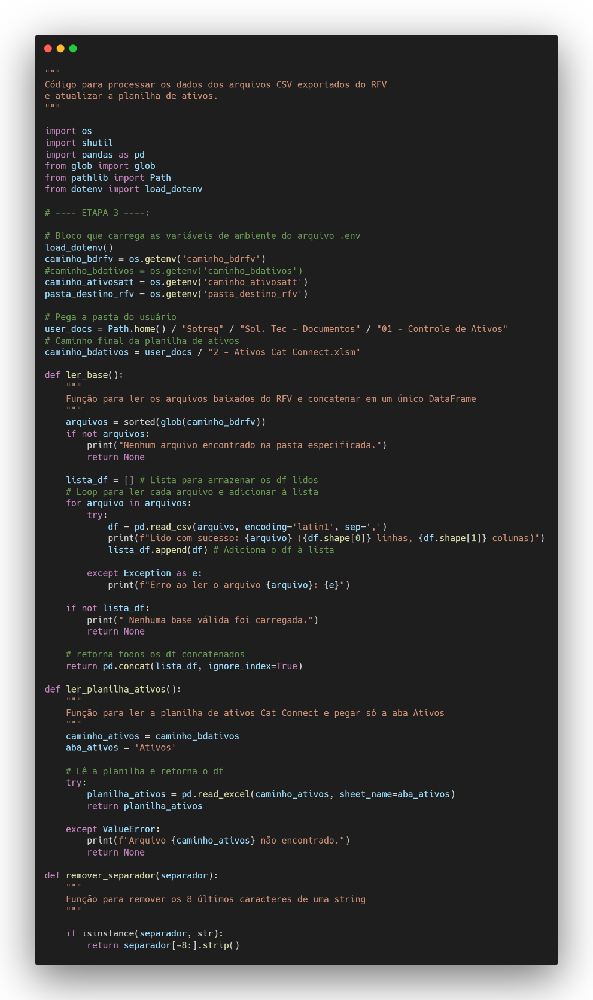 """
Código para processar os dados dos arquivos CSV exportados do RFV
e atualizar a planilha de ativos.
"""

import os
import shutil
import pandas as pd
from glob import glob
from pathlib import Path
from dotenv import load_dotenv

# ---- ETAPA 3 ----:

# Bloco que carrega as variáveis de ambiente do arquivo .env
load_dotenv()
caminho_bdrfv = os.getenv('caminho_bdrfv')
#caminho_bdativos = os.getenv('caminho_bdativos')
caminho_ativosatt = os.getenv('caminho_ativosatt')
pasta_destino_rfv = os.getenv('pasta_destino_rfv')

# Pega a pasta do usuário
user_docs = Path.home() / "Sotreq" / "Sol. Tec - Documentos" / "01 - Controle de Ativos"
# Caminho final da planilha de ativos
caminho_bdativos = user_docs / "2 - Ativos Cat Connect.xlsm"

def ler_base():
    """
    Função para ler os arquivos baixados do RFV e concatenar em um único DataFrame
    """
    arquivos = sorted(glob(caminho_bdrfv))
    if not arquivos:
        print("Nenhum arquivo encontrado na pasta especificada.")
        return None

    lista_df = [] # Lista para armazenar os df lidos
    # Loop para ler cada arquivo e adicionar à lista
    for arquivo in arquivos:
        try:
            df = pd.read_csv(arquivo, encoding='latin1', sep=',')
            print(f"Lido com sucesso: {arquivo} ({df.shape[0]} linhas, {df.shape[1]} colunas)")
            lista_df.append(df) # Adiciona o df à lista

        except Exception as e:
            print(f"Erro ao ler o arquivo {arquivo}: {e}")

    if not lista_df:
        print(" Nenhuma base válida foi carregada.")
        return None

    # retorna todos os df concatenados
    return pd.concat(lista_df, ignore_index=True)

def ler_planilha_ativos():
    """
    Função para ler a planilha de ativos Cat Connect e pegar só a aba Ativos
    """
    caminho_ativos = caminho_bdativos
    aba_ativos = 'Ativos'

    # Lê a planilha e retorna o df
    try:
        planilha_ativos = pd.read_excel(caminho_ativos, sheet_name=aba_ativos)
        return planilha_ativos

    except ValueError:
        print(f"Arquivo {caminho_ativos} não encontrado.")
        return None

def remover_separador(separador):
    """
    Função para remover os 8 últimos caracteres de uma string
    """

    if isinstance(separador, str):
        return separador[-8:].strip()